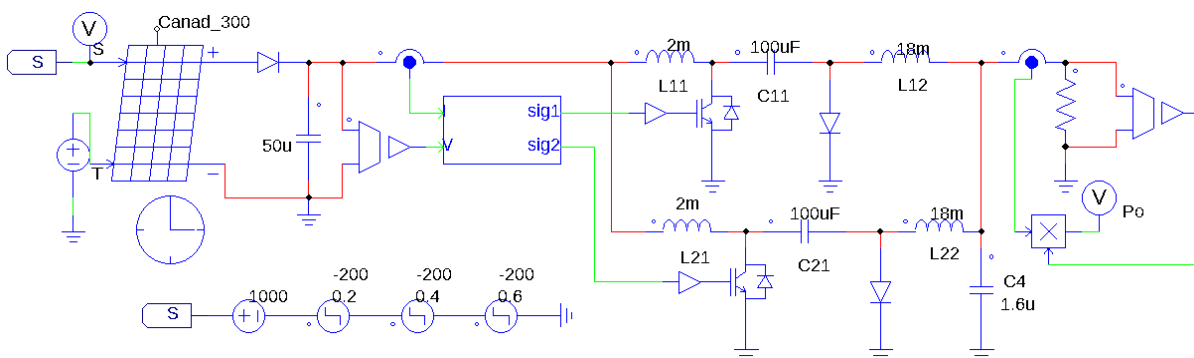 Canad_300
V
S
S
+
2m
100uF
18m
L11
C11
L12
I
sig1
V
sig2
50u
T
−
2m
100uF
18m
V
Po
L21
C21
L22
C4
1.6u
-200
-200
-200
1000
0.2
0.4
0.6
S